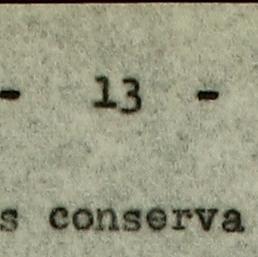 - 13 -
s conserva